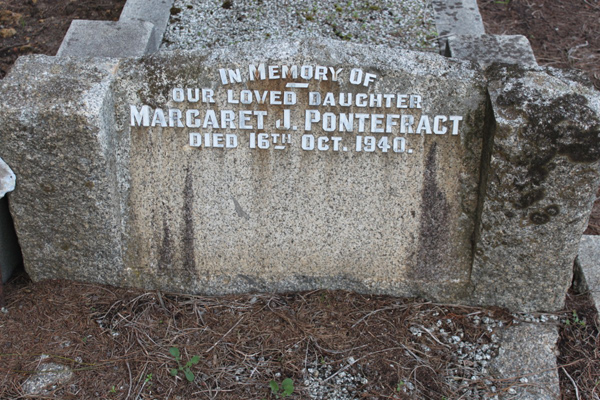 IN MEMORY OF
OUR LOVED DAUGHTER
MARGARET J. PONTEFRACT
DIED 16TH OCT. 1940.